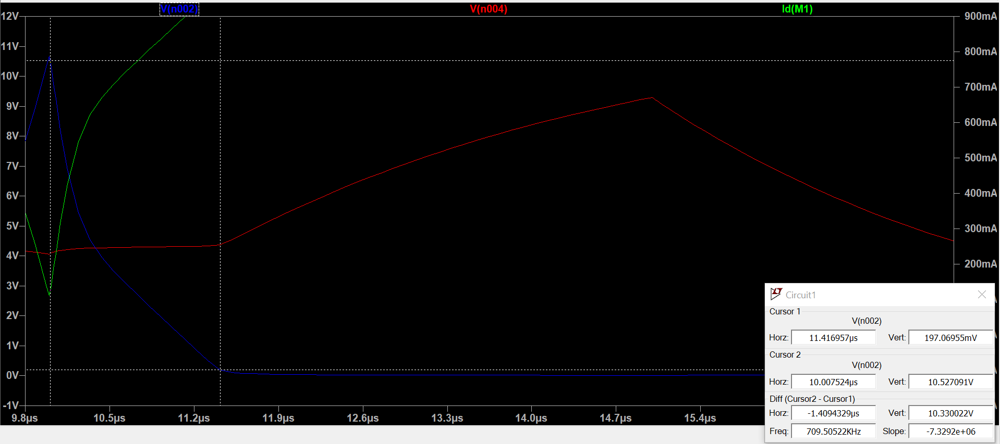 V(n002) V(n004) Id(M1)
12V 900mA
11V
800mA
10V
700mA
9V
600mA
8V
500mA
7V
6V 400mA
5V 300mA
4V
200mA
3V
2V
1V
0V
-1V
9.8µs 10.5µs 11.2µs 11.9µs 12.6µs 13.3µs 14.0µs 14.7µs 15.4µs
Circuit1
Cursor 1
V(n002)
Horz: 11.416957µs Vert: 197.06955mV
Cursor 2
V(n002)
Horz: 10.007524µs Vert: 10.527091V
Diff (Cursor2 - Cursor1)
Horz: -1.4094329µs Vert: 10.330022V
Freq: 709.50522KHz Slope: -7.3292e+06